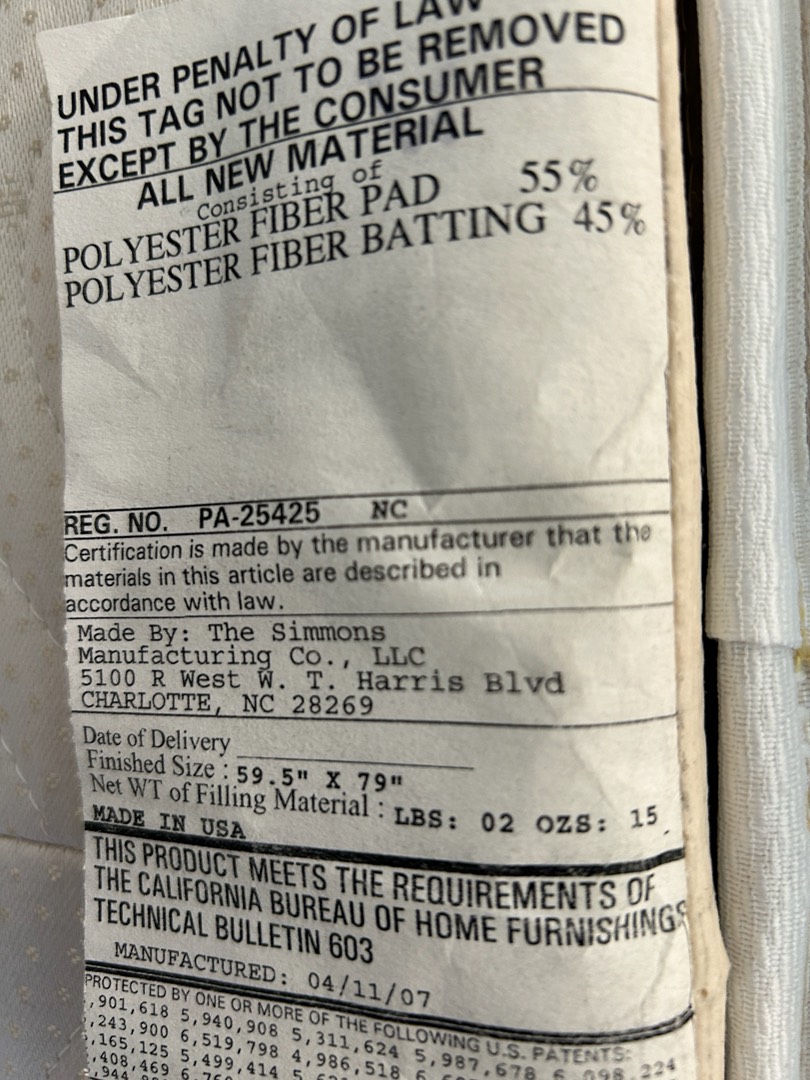 UNDER PENALTY OF LAW
THIS TAG NOT TO BE REMOVED
EXCEPT BY THE CONSUMER
ALL NEW MATERIAL
Consisting of
POLYESTER FIBER PAD 55%
POLYESTER FIBER BATTING 45%
REG. NO. PA-25425 NC
Certification is made by the manufacturer that the
materials in this article are described in
accordance with law.
Made By: The Simmons
Manufacturing Co., LLC
5100 R West W. T. Harris Blvd
CHARLOTTE, NC 28269
Date of Delivery
Finished Size : 59.5" X 79"
Net WT of Filling Material : LBS: 02 OZS: 15
MADE IN USA
THIS PRODUCT MEETS THE REQUIREMENTS OF
THE CALIFORNIA BUREAU OF HOME FURNISHINGS
TECHNICAL BULLETIN 603
MANUFACTURED: 04/11/07
PROTECTED BY ONE OR MORE OF THE FOLLOWING U.S. PATENTS:
,901,618 5,940,908 5,311,624 5,987,678 6,098,224
,243,900 6,519,798 4,986,518
,165,125 5,499,414
,408,469